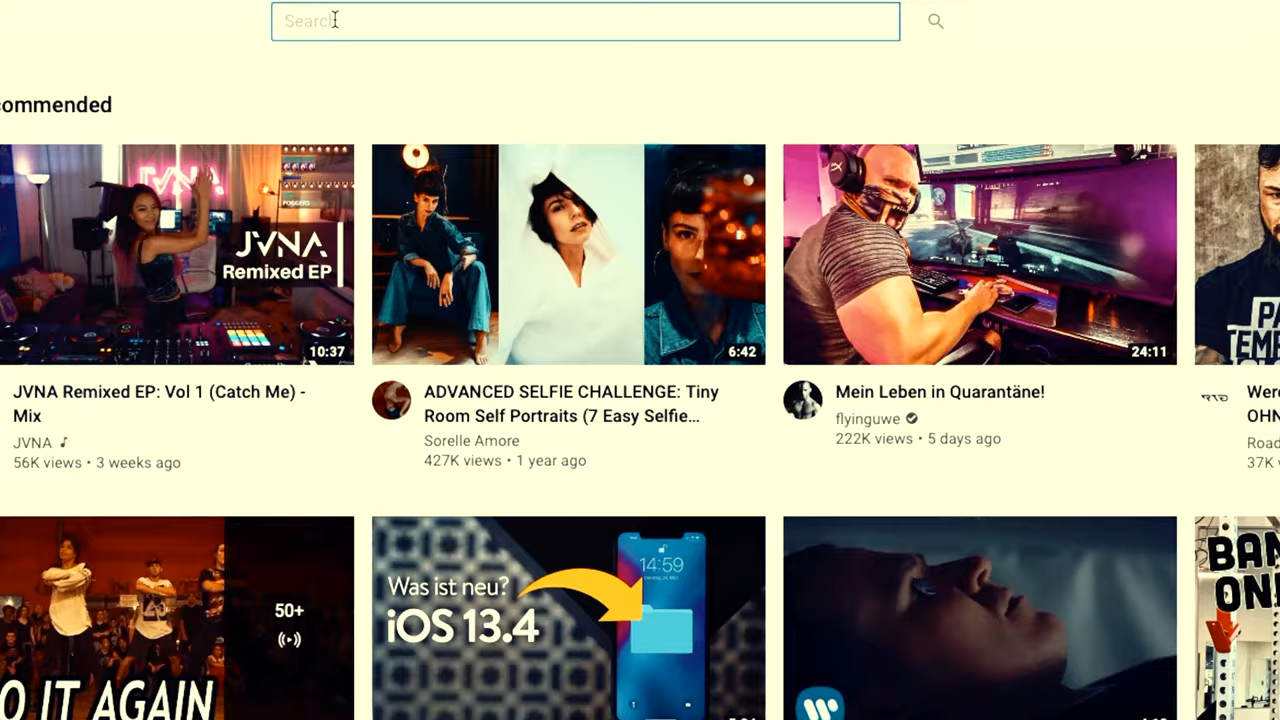 Search
commended
JVNA
JVNA
Remixed EP
10:37
6:42
24:11
JVNA Remixed EP: Vol 1 (Catch Me) -
Mix
JVNA
56K views • 3 weeks ago
ADVANCED SELFIE CHALLENGE: Tiny
Room Self Portraits (7 Easy Selfie...
Sorelle Amore
427K views • 1 year ago
Mein Leben in Quarantäne!
flyinguwe
222K views • 5 days ago
OHN
Road
37K v
O IT AGAIN
50+
Was ist neu?
iOS 13.4
14:59
BAN
ON